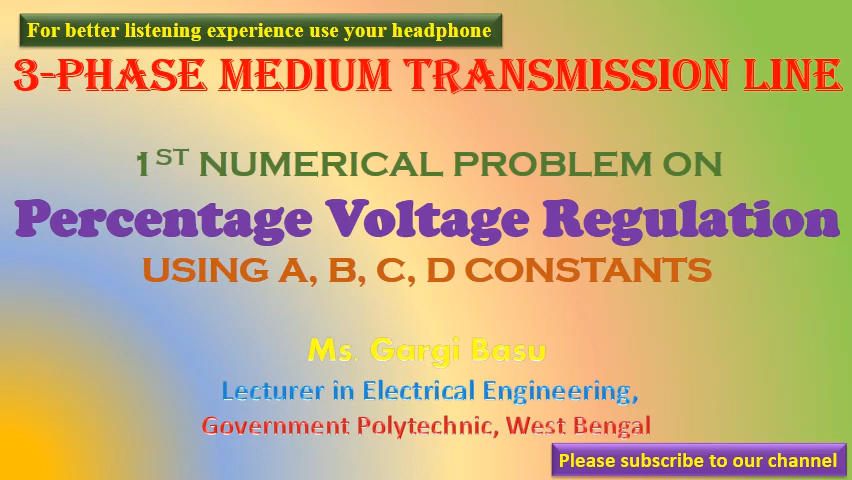 For better listening experience use your headphone
3-PHASE MEDIUM TRANSMISSION LINE
1ST NUMERICAL PROBLEM ON
Percentage Voltage Regulation
USING A, B, C, D CONSTANTS
Ms. Gargi Basu
Lecturer in Electrical Engineering,
Government Polytechnic, West Bengal
Please subscribe to our channel